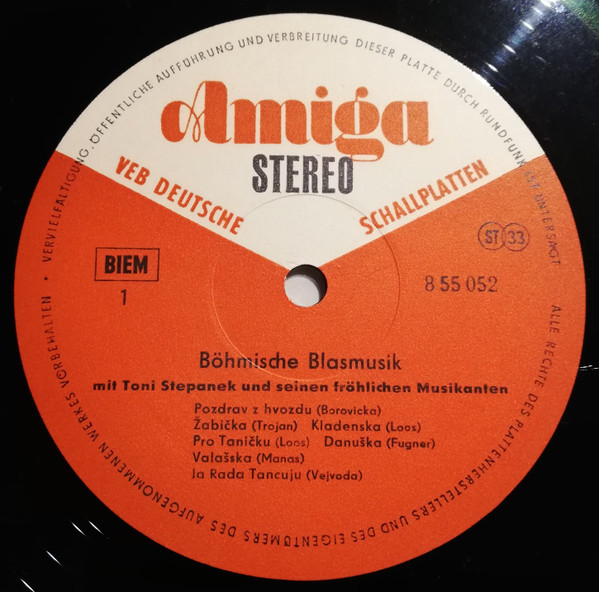 Amiga
STEREO
VEB DEUTSCHE SCHALLPLATTEN
BIEM
1
ST 33
8 55 052
Böhmische Blasmusik
mit Toni Stepanek und seinen fröhlichen Musikanten
Pozdrav z hvozdu (Borovicka)
Žabička (Trojan) Kladenska (Loos)
Pro Taničku (Loos) Danuška (Fugner)
Valašska (Manas)
Ja Rada Tancuju (Vejvoda)
ALLE RECHTE DES PLATTENHERSTELLERS UND DES EIGENTÜMERS DES AUFGENOMMENEN WERKES VORBEHALTEN • VERVIELFÄLTIGUNG, ÖFFENTLICHE AUFFÜHRUNG UND VERBREITUNG DIESER PLATTE DURCH RUNDFUNK IST UNTERSAGT